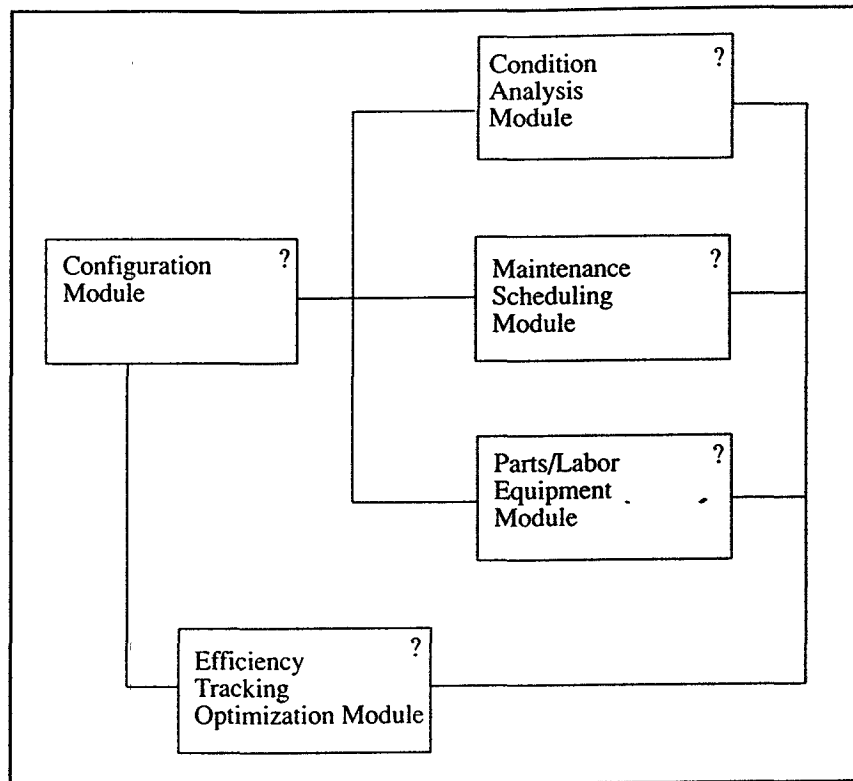 Condition ?
Analysis
Module
Configuration ?
Module
Maintenance ?
Scheduling
Module
Parts/Labor ?
Equipment
Module
Efficiency ?
Tracking
Optimization Module